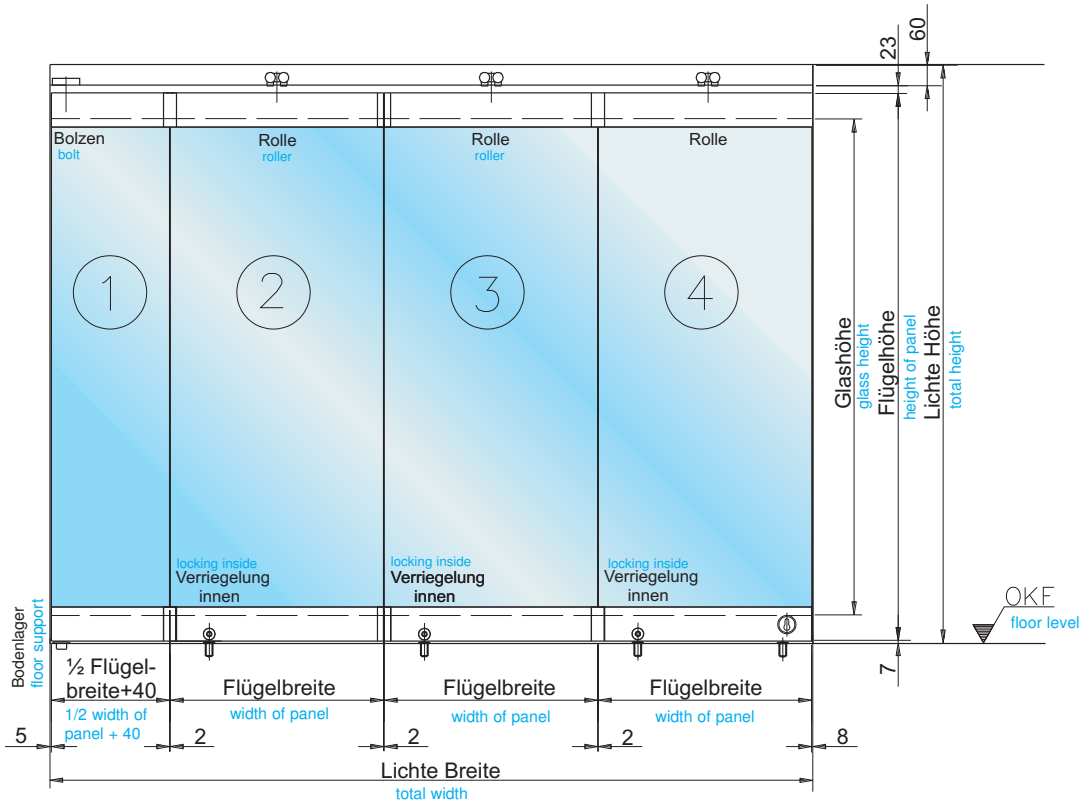 23
60
Bolzen
bolt
Rolle
roller
Rolle
roller
Rolle
1
2
3
4
Glashöhe
glass height
Flügelhöhe
height of panel
Lichte Höhe
total height
locking inside
Verriegelung
innen
locking inside
Verriegelung
innen
locking inside
Verriegelung
innen
Bodenlager
floor support
OKF
floor level
7
½ Flügel-
breite+40
1/2 width of
panel + 40
Flügelbreite
width of panel
Flügelbreite
width of panel
Flügelbreite
width of panel
5
2
2
2
8
Lichte Breite
total width